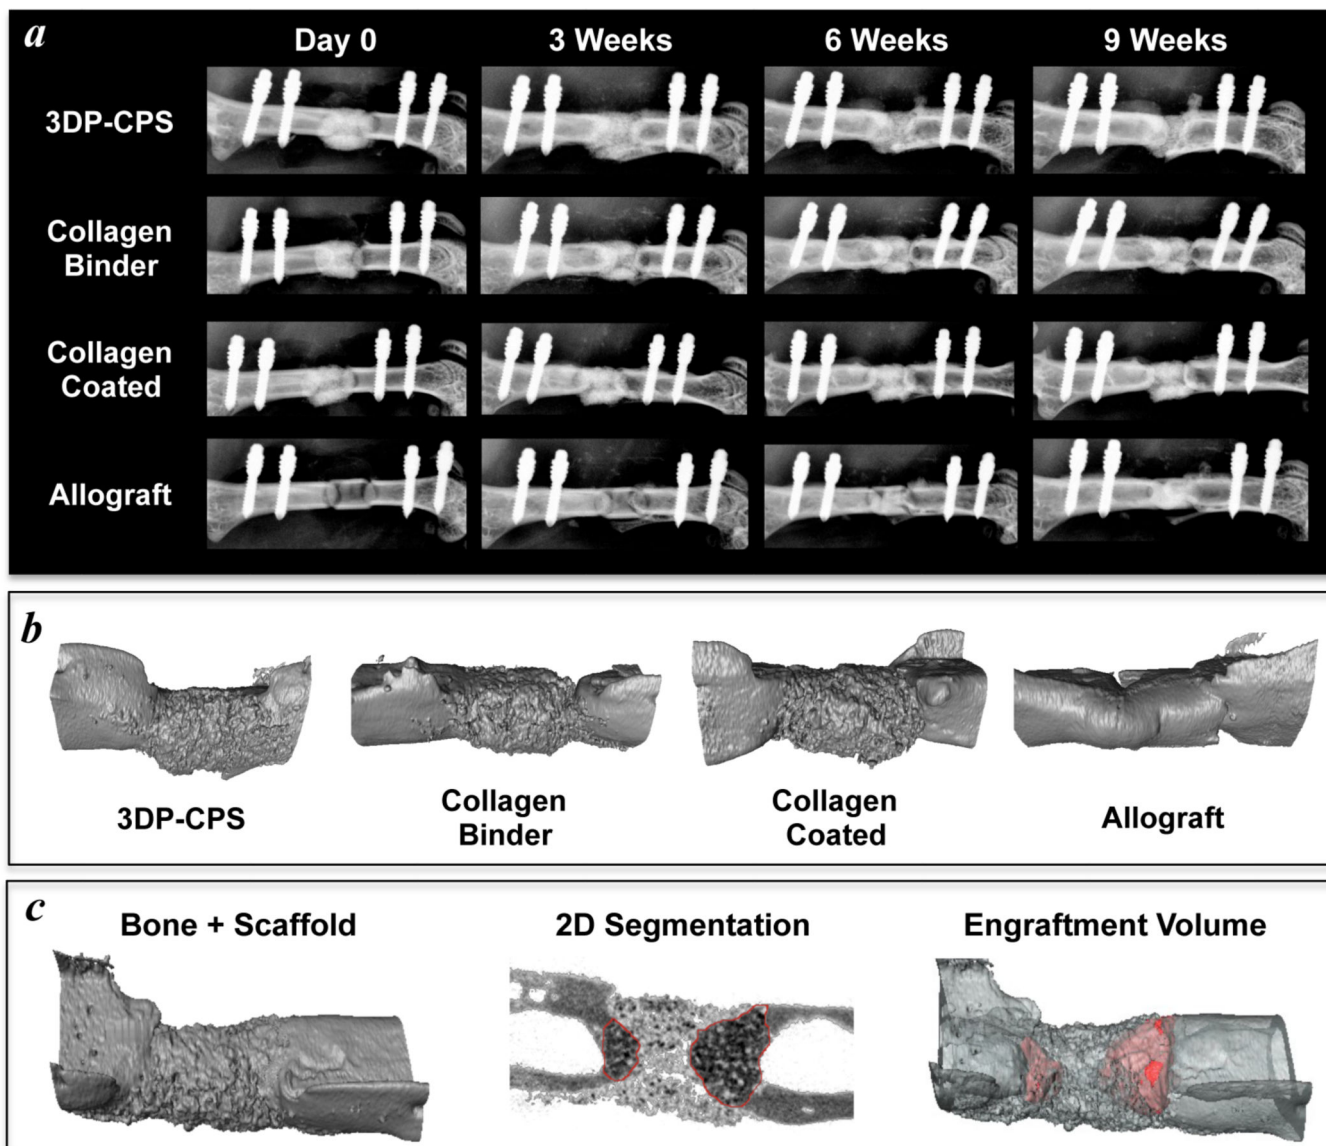 a
Day 0 3 Weeks 6 Weeks 9 Weeks
3DP-CPS
Collagen
Binder
Collagen
Coated
Allograft
b
3DP-CPS
Collagen
Binder
Collagen
Coated
Allograft
c
Bone + Scaffold 2D Segmentation Engraftment Volume